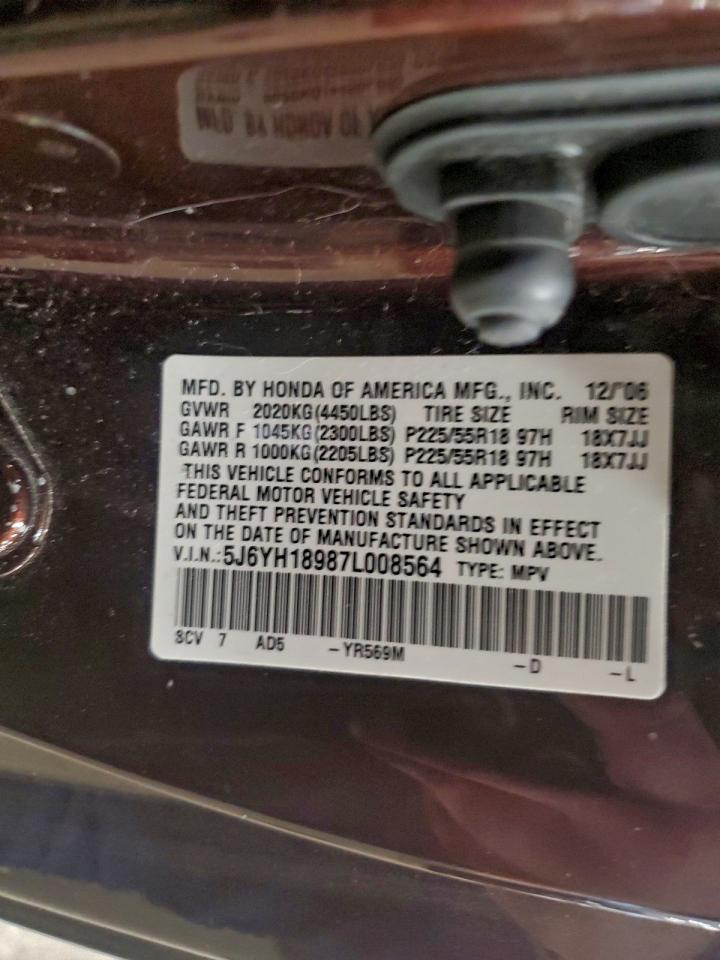 MFD. BY HONDA OF AMERICA MFG., INC. 12/'06
GVWR 2020KG(4450LBS) TIRE SIZE RIM SIZE
GAWR F 1045KG(2300LBS) P225/55R18 97H 18X7JJ
GAWR R 1000KG(2205LBS) P225/55R18 97H 18X7JJ
THIS VEHICLE CONFORMS TO ALL APPLICABLE
FEDERAL MOTOR VEHICLE SAFETY
AND THEFT PREVENTION STANDARDS IN EFFECT
ON THE DATE OF MANUFACTURE SHOWN ABOVE.
V.I.N.:5J6YH18987L008564 TYPE: MPV
SCV 7 AD5 -YR569M -D -L